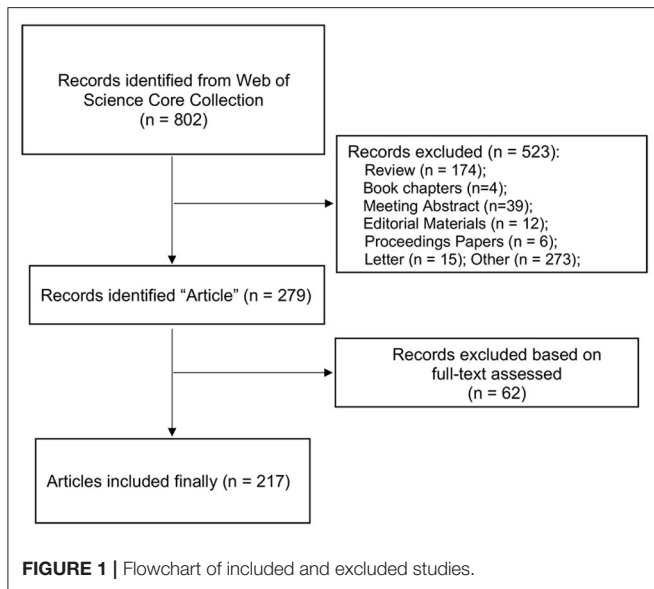 Records identified from Web of
Science Core Collection
(n = 802)
Records excluded (n = 523):
Review (n = 174);
Book chapters (n=4);
Meeting Abstract (n=39);
Editorial Materials (n = 12);
Proceedings Papers (n = 6);
Letter (n = 15); Other (n = 273);
Records identified “Article” (n = 279)
Records excluded based on
full-text assessed
(n = 62)
Articles included finally (n = 217)
FIGURE 1 | Flowchart of included and excluded studies.